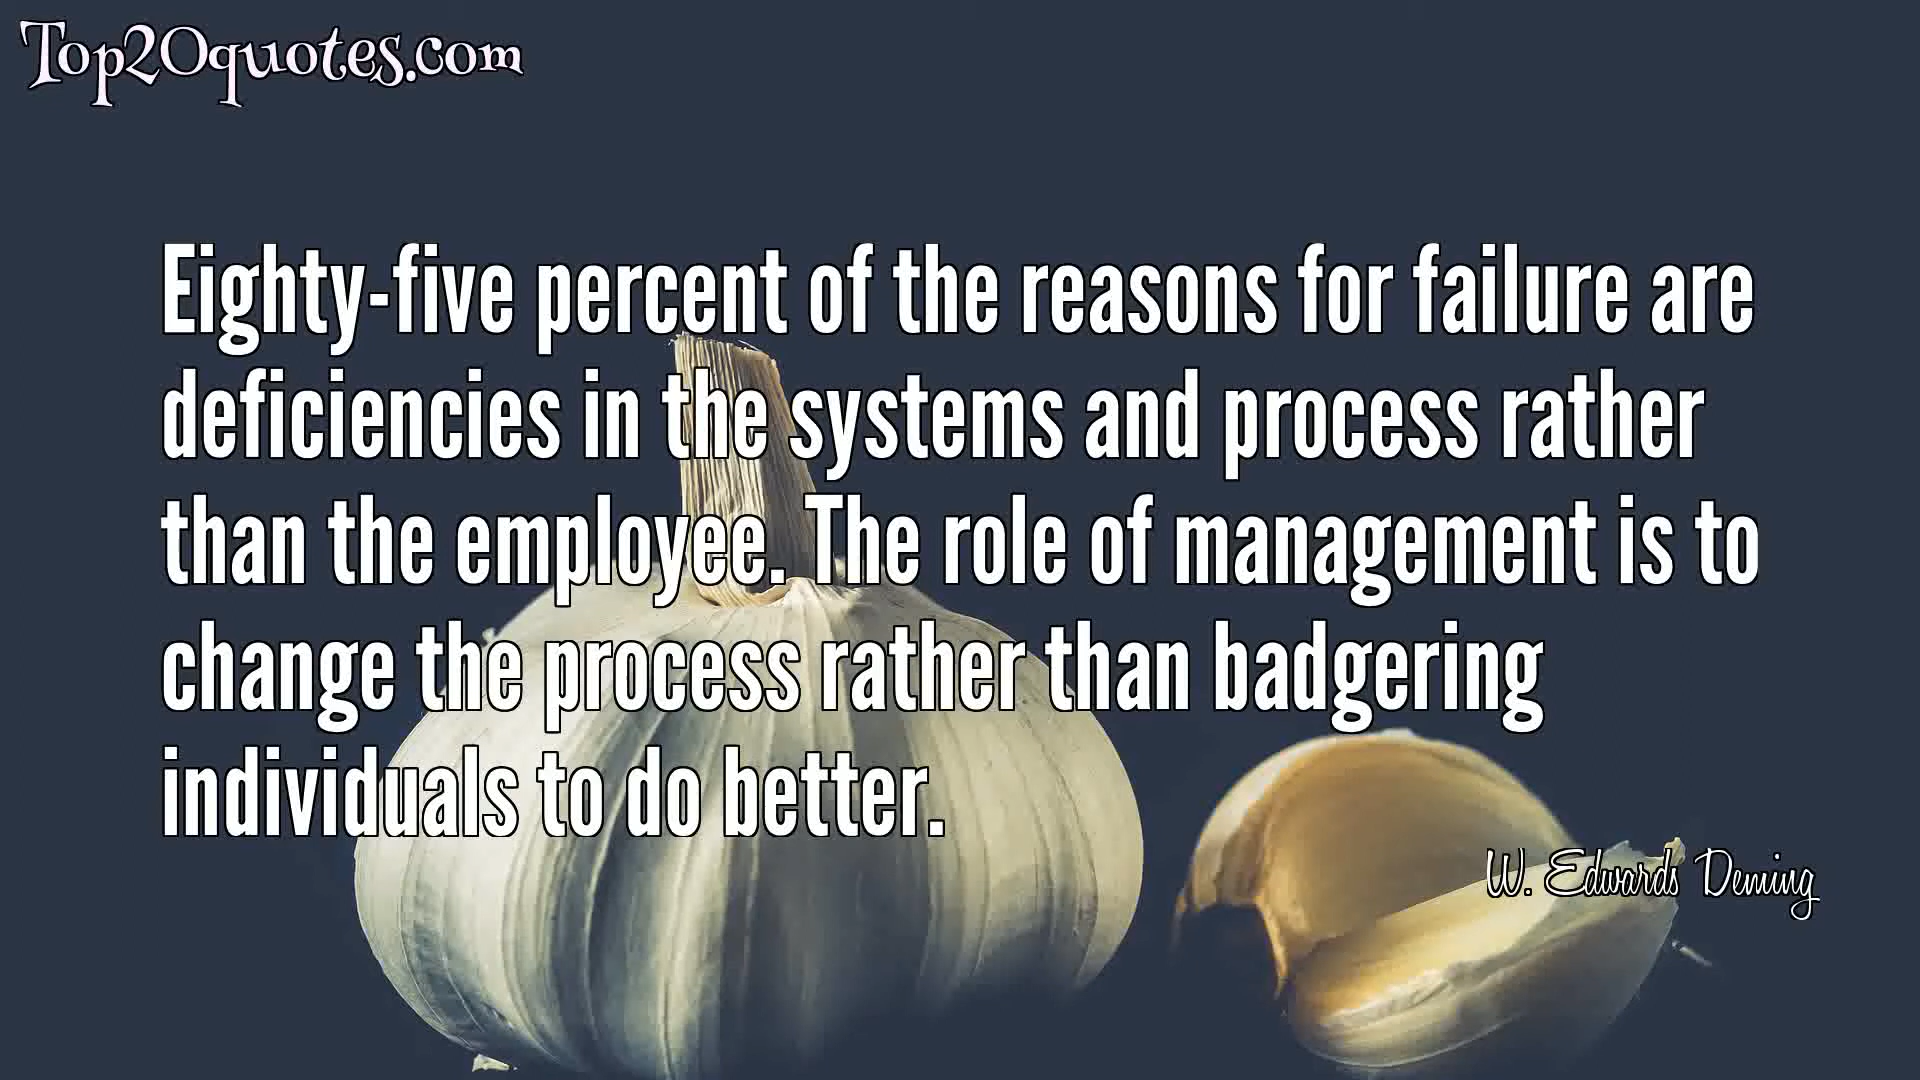 Top20quotes.com
Eighty-five percent of the reasons for failure are
deficiencies in the systems and process rather
than the employee. The role of management is to
change the process rather than badgering
individuals to do better.
W. Edwards Deming